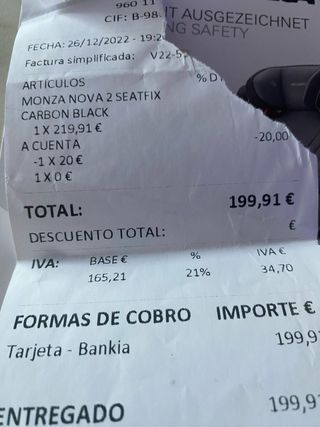 960 11
CIF: B-98
IT AUSGEZEICHNET
NG SAFETY
FECHA: 26/12/2022 - 19:2
Factura simplificada: V22-5
ARTICULOS % D
MONZA NOVA 2 SEATFIX
CARBON BLACK
1 X 219,91 €
A CUENTA -20,00
-1 X 20 €
1 X 0 €
TOTAL: 199,91 €
DESCUENTO TOTAL: €
IVA: BASE € % IVA €
165,21 21% 34,70
FORMAS DE COBRO IMPORTE €
Tarjeta - Bankia 199,91
ENTREGADO 199,9